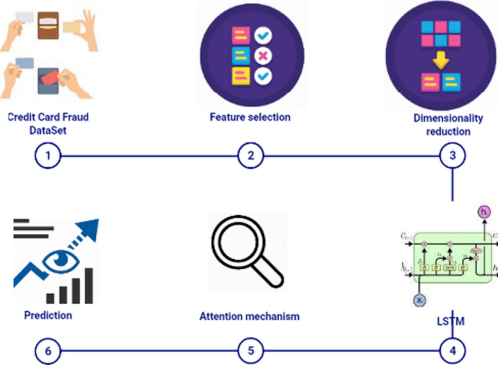 Credit Card Fraud
DataSet
Feature selection
Dimensionality
reduction
1
2
3
Prediction
Attention mechanism
LSTM
6
5
4